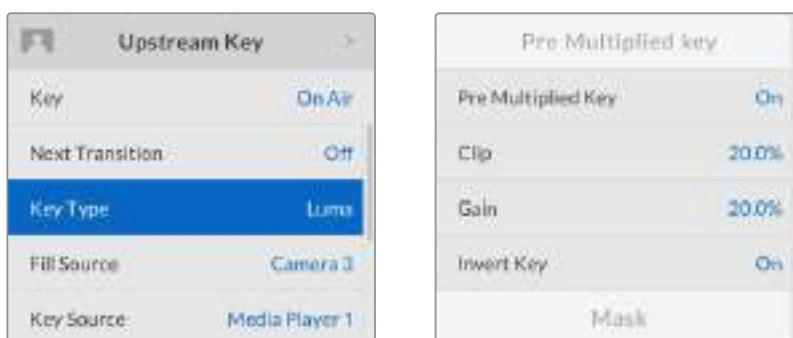 Upstream Key >
Key On Air
Next Transition Off
Key Type Luma
Fill Source Camera 3
Key Source Media Player 1
Pre Multiplied key
Pre Multiplied Key On
Clip 20.0%
Gain 20.0%
Invert Key On
Mask